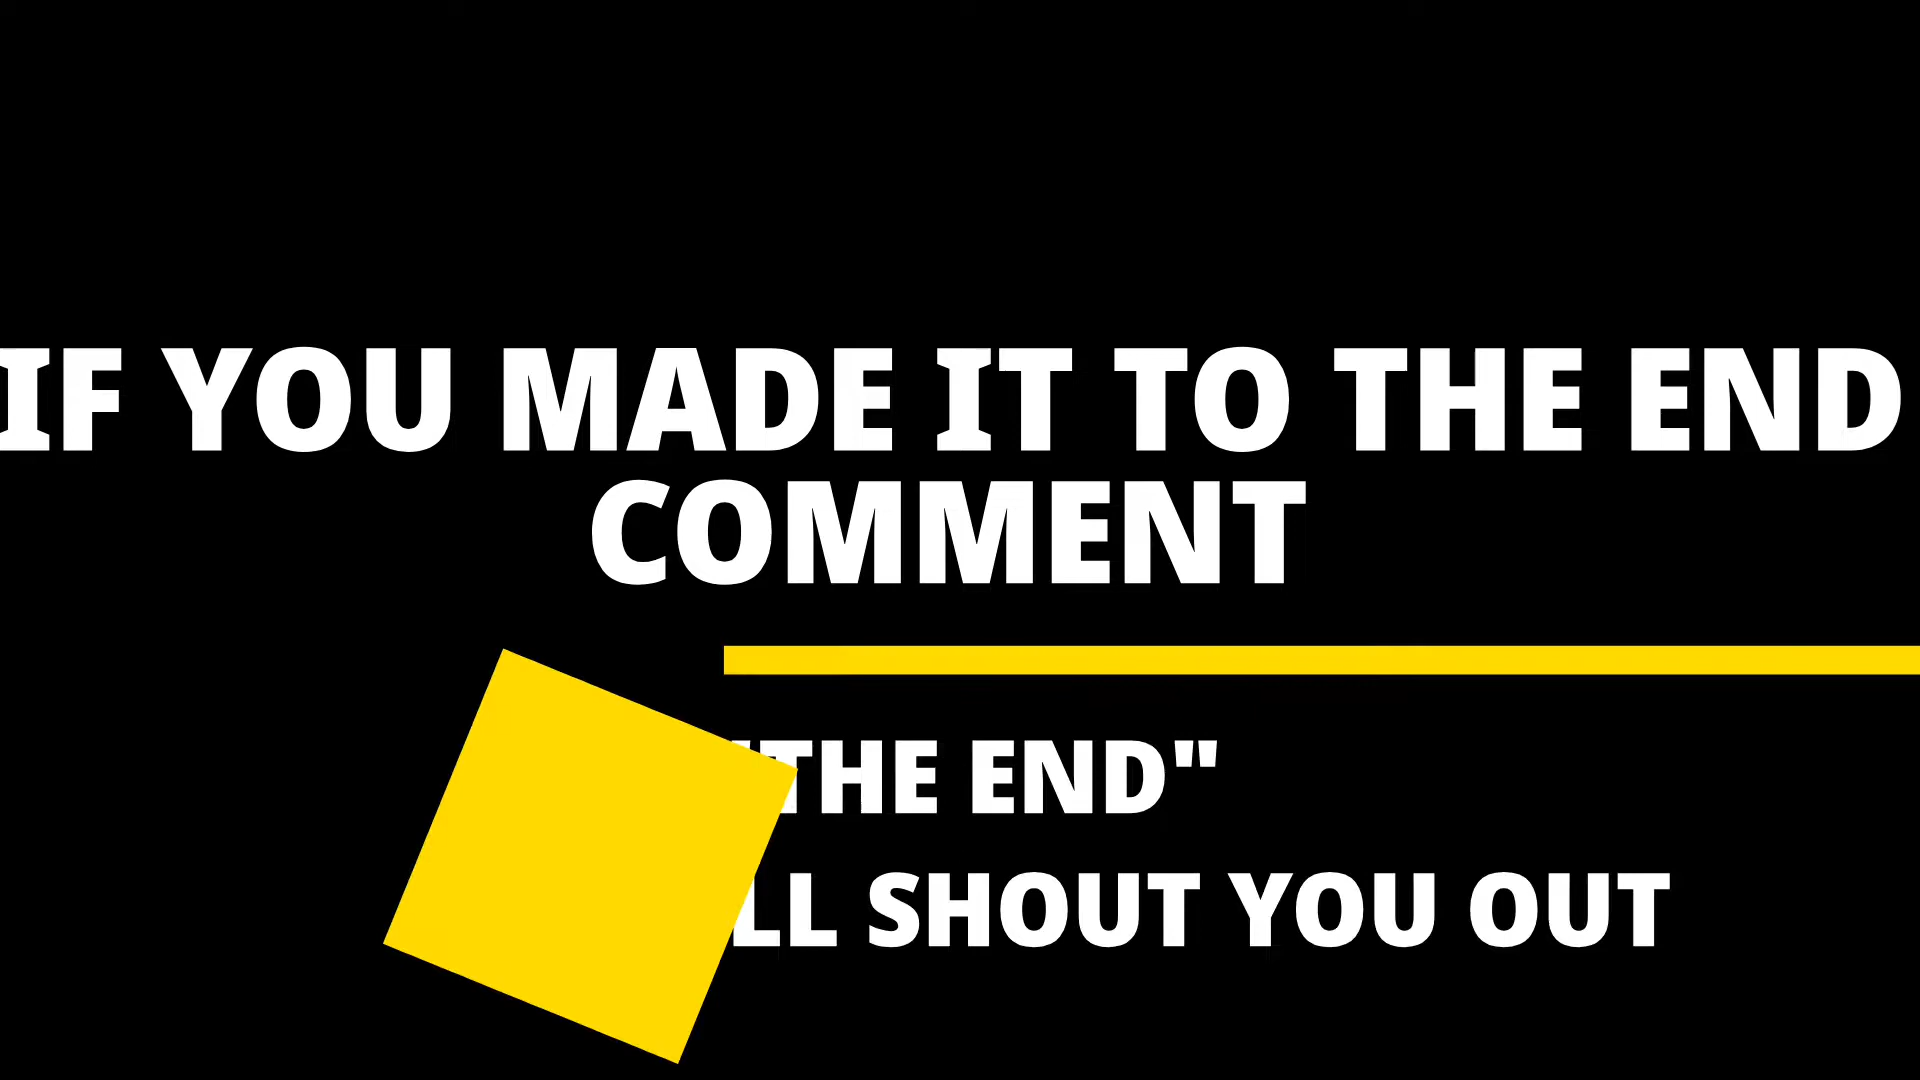 IF YOU MADE IT TO THE END
COMMENT
"THE END"
LL SHOUT YOU OUT